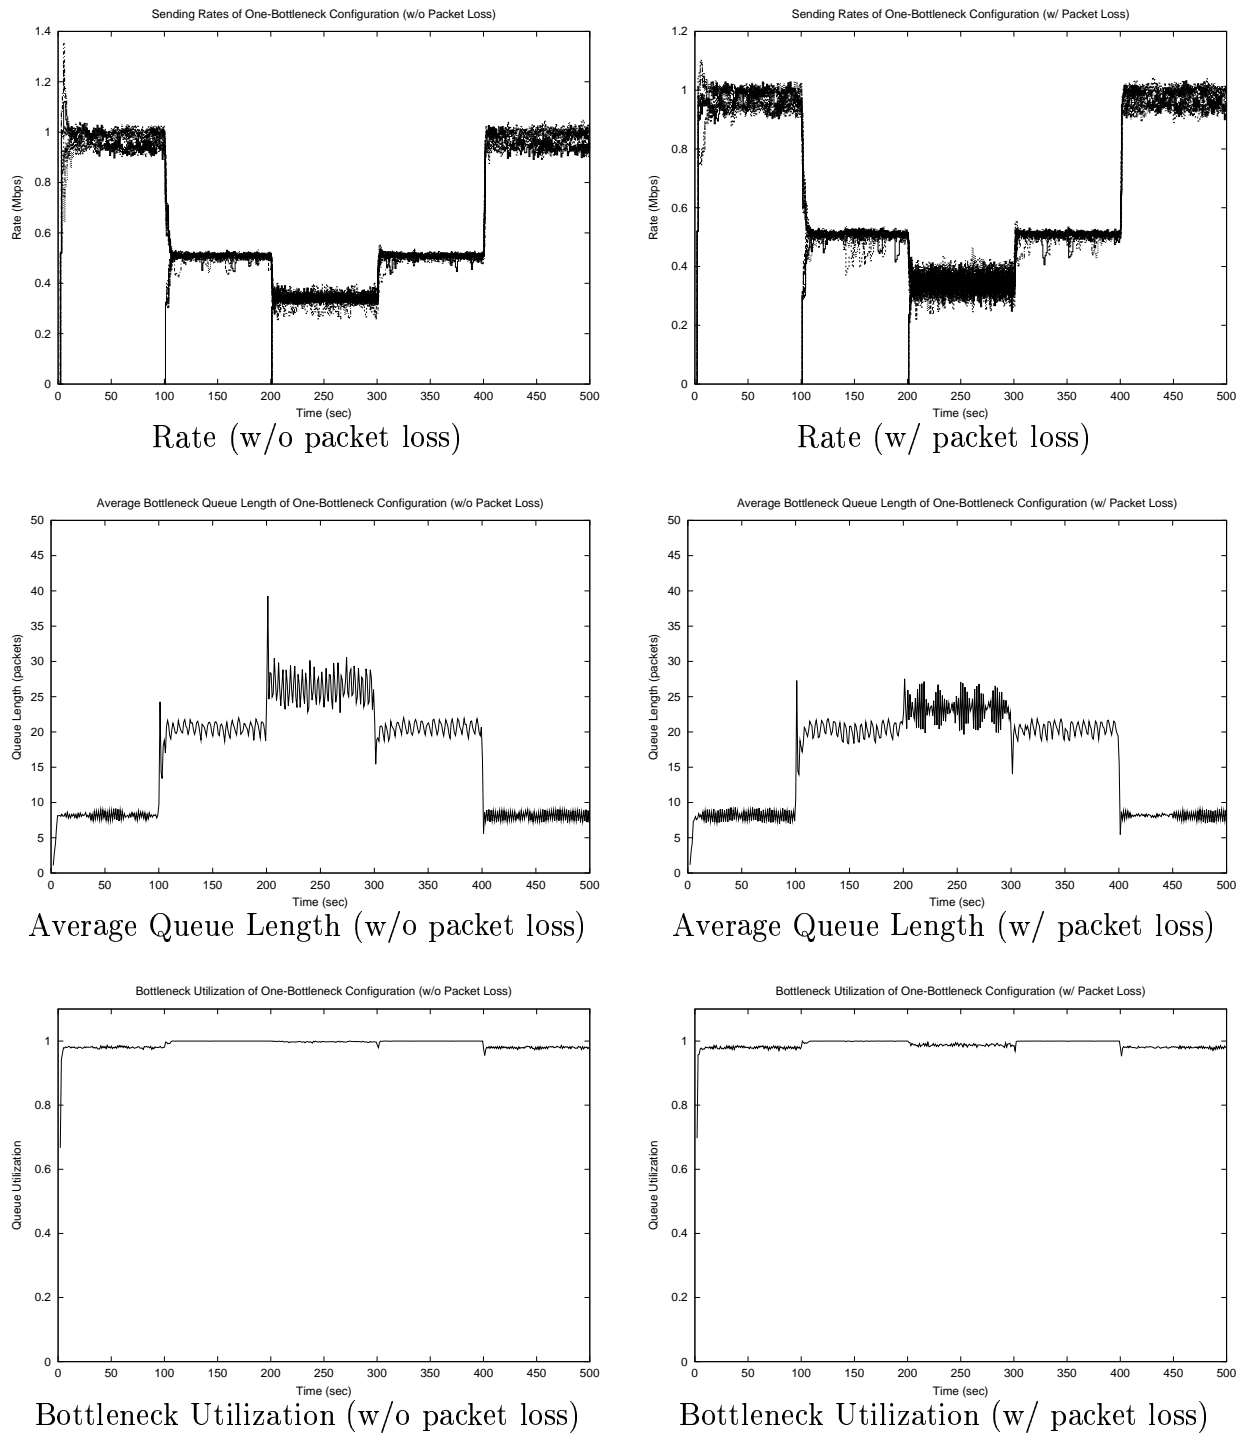 Sending Rates of One-Bottleneck Configuration (w/o Packet Loss)
1.4
1.2
1
0.8
0.6
0.4
0.2
0
Rate (Mbps)
0 50 100 150 200 250 300 350 400 450 500
Time (sec)
Rate (w/o packet loss)
Sending Rates of One-Bottleneck Configuration (w/ Packet Loss)
1.2
1
0.8
0.6
0.4
0.2
0
Rate (Mbps)
0 50 100 150 200 250 300 350 400 450 500
Time (sec)
Rate (w/ packet loss)
Average Bottleneck Queue Length of One-Bottleneck Configuration (w/o Packet Loss)
50
45
40
35
30
25
20
15
10
5
0
Queue Length (packets)
0 50 100 150 200 250 300 350 400 450 500
Time (sec)
Average Queue Length (w/o packet loss)
Average Bottleneck Queue Length of One-Bottleneck Configuration (w/ Packet Loss)
50
45
40
35
30
25
20
15
10
5
0
Queue Length (packets)
0 50 100 150 200 250 300 350 400 450 500
Time (sec)
Average Queue Length (w/ packet loss)
Bottleneck Utilization of One-Bottleneck Configuration (w/o Packet Loss)
1
0.8
0.6
0.4
0.2
0
Queue Utilization
0 50 100 150 200 250 300 350 400 450 500
Time (sec)
Bottleneck Utilization (w/o packet loss)
Bottleneck Utilization of One-Bottleneck Configuration (w/ Packet Loss)
1
0.8
0.6
0.4
0.2
0
Queue Utilization
0 50 100 150 200 250 300 350 400 450 500
Time (sec)
Bottleneck Utilization (w/ packet loss)